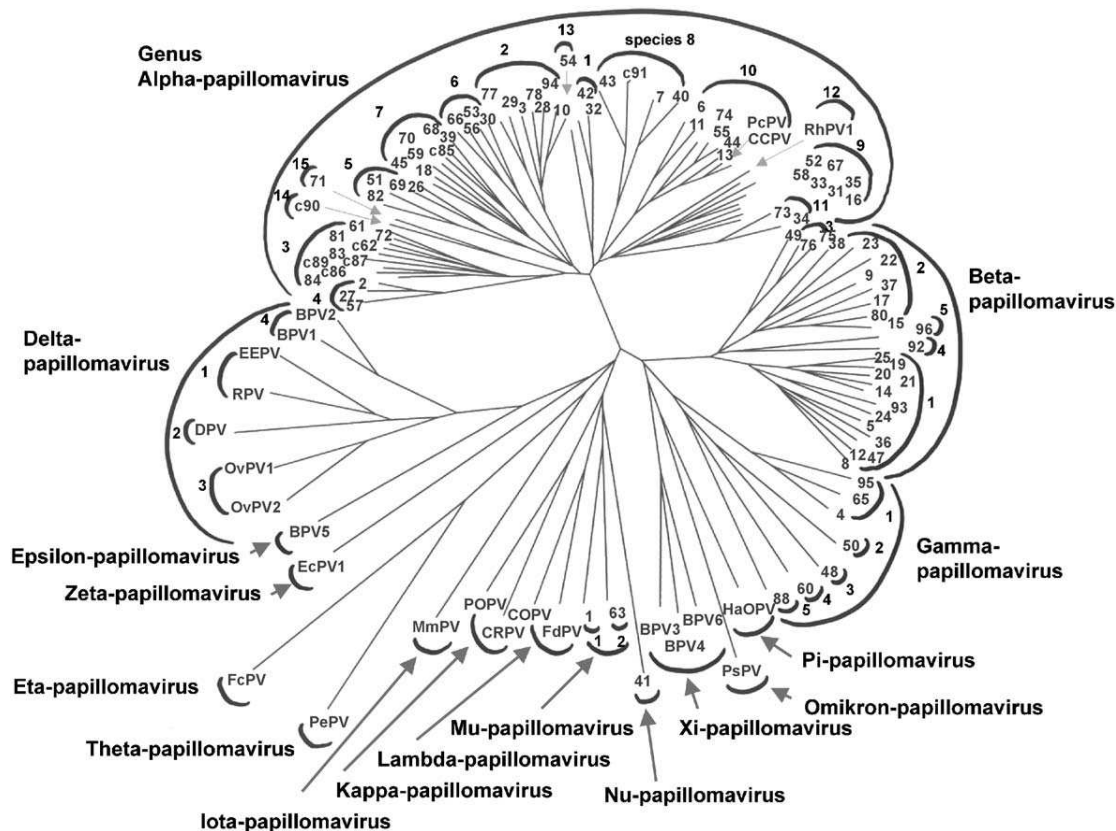 Genus
Alpha-papillomavirus
13
54
2
1
species 8
94
43
c91
7
40
10
77
78
29
3
28
10
42
32
6
74
11
55
44
13
PcPV
CCPV
12
RhPV1
6
53
66
30
56
7
70
68
39
59
c85
45
18
5
51
69
26
82
15
71
14
c90
9
52
67
58
33
35
31
16
11
73
34
3
61
81
72
c62
83
c89
c87
c86
84
4
2
27
57
3
49
75
76
38
23
22
2
9
37
17
80
15
5
96
92
4
Beta-
papillomavirus
25
19
20
21
14
1
93
24
5
36
12
47
8
Delta-
papillomavirus
4
BPV2
BPV1
1
EEPV
RPV
2
DPV
3
OvPV1
OvPV2
95
65
4
1
50
2
48
3
60
4
88
5
Gamma-
papillomavirus
Epsilon-papillomavirus
BPV5
Zeta-papillomavirus
EcPV1
Eta-papillomavirus
FcPV
Theta-papillomavirus
PePV
MmPV
POPV
CRPV
COPV
FdPV
1
63
1
2
41
BPV3
BPV6
BPV4
HaOPV
PsPV
Pi-papillomavirus
Omikron-papillomavirus
Xi-papillomavirus
Mu-papillomavirus
Lambda-papillomavirus
Kappa-papillomavirus
Nu-papillomavirus
Iota-papillomavirus